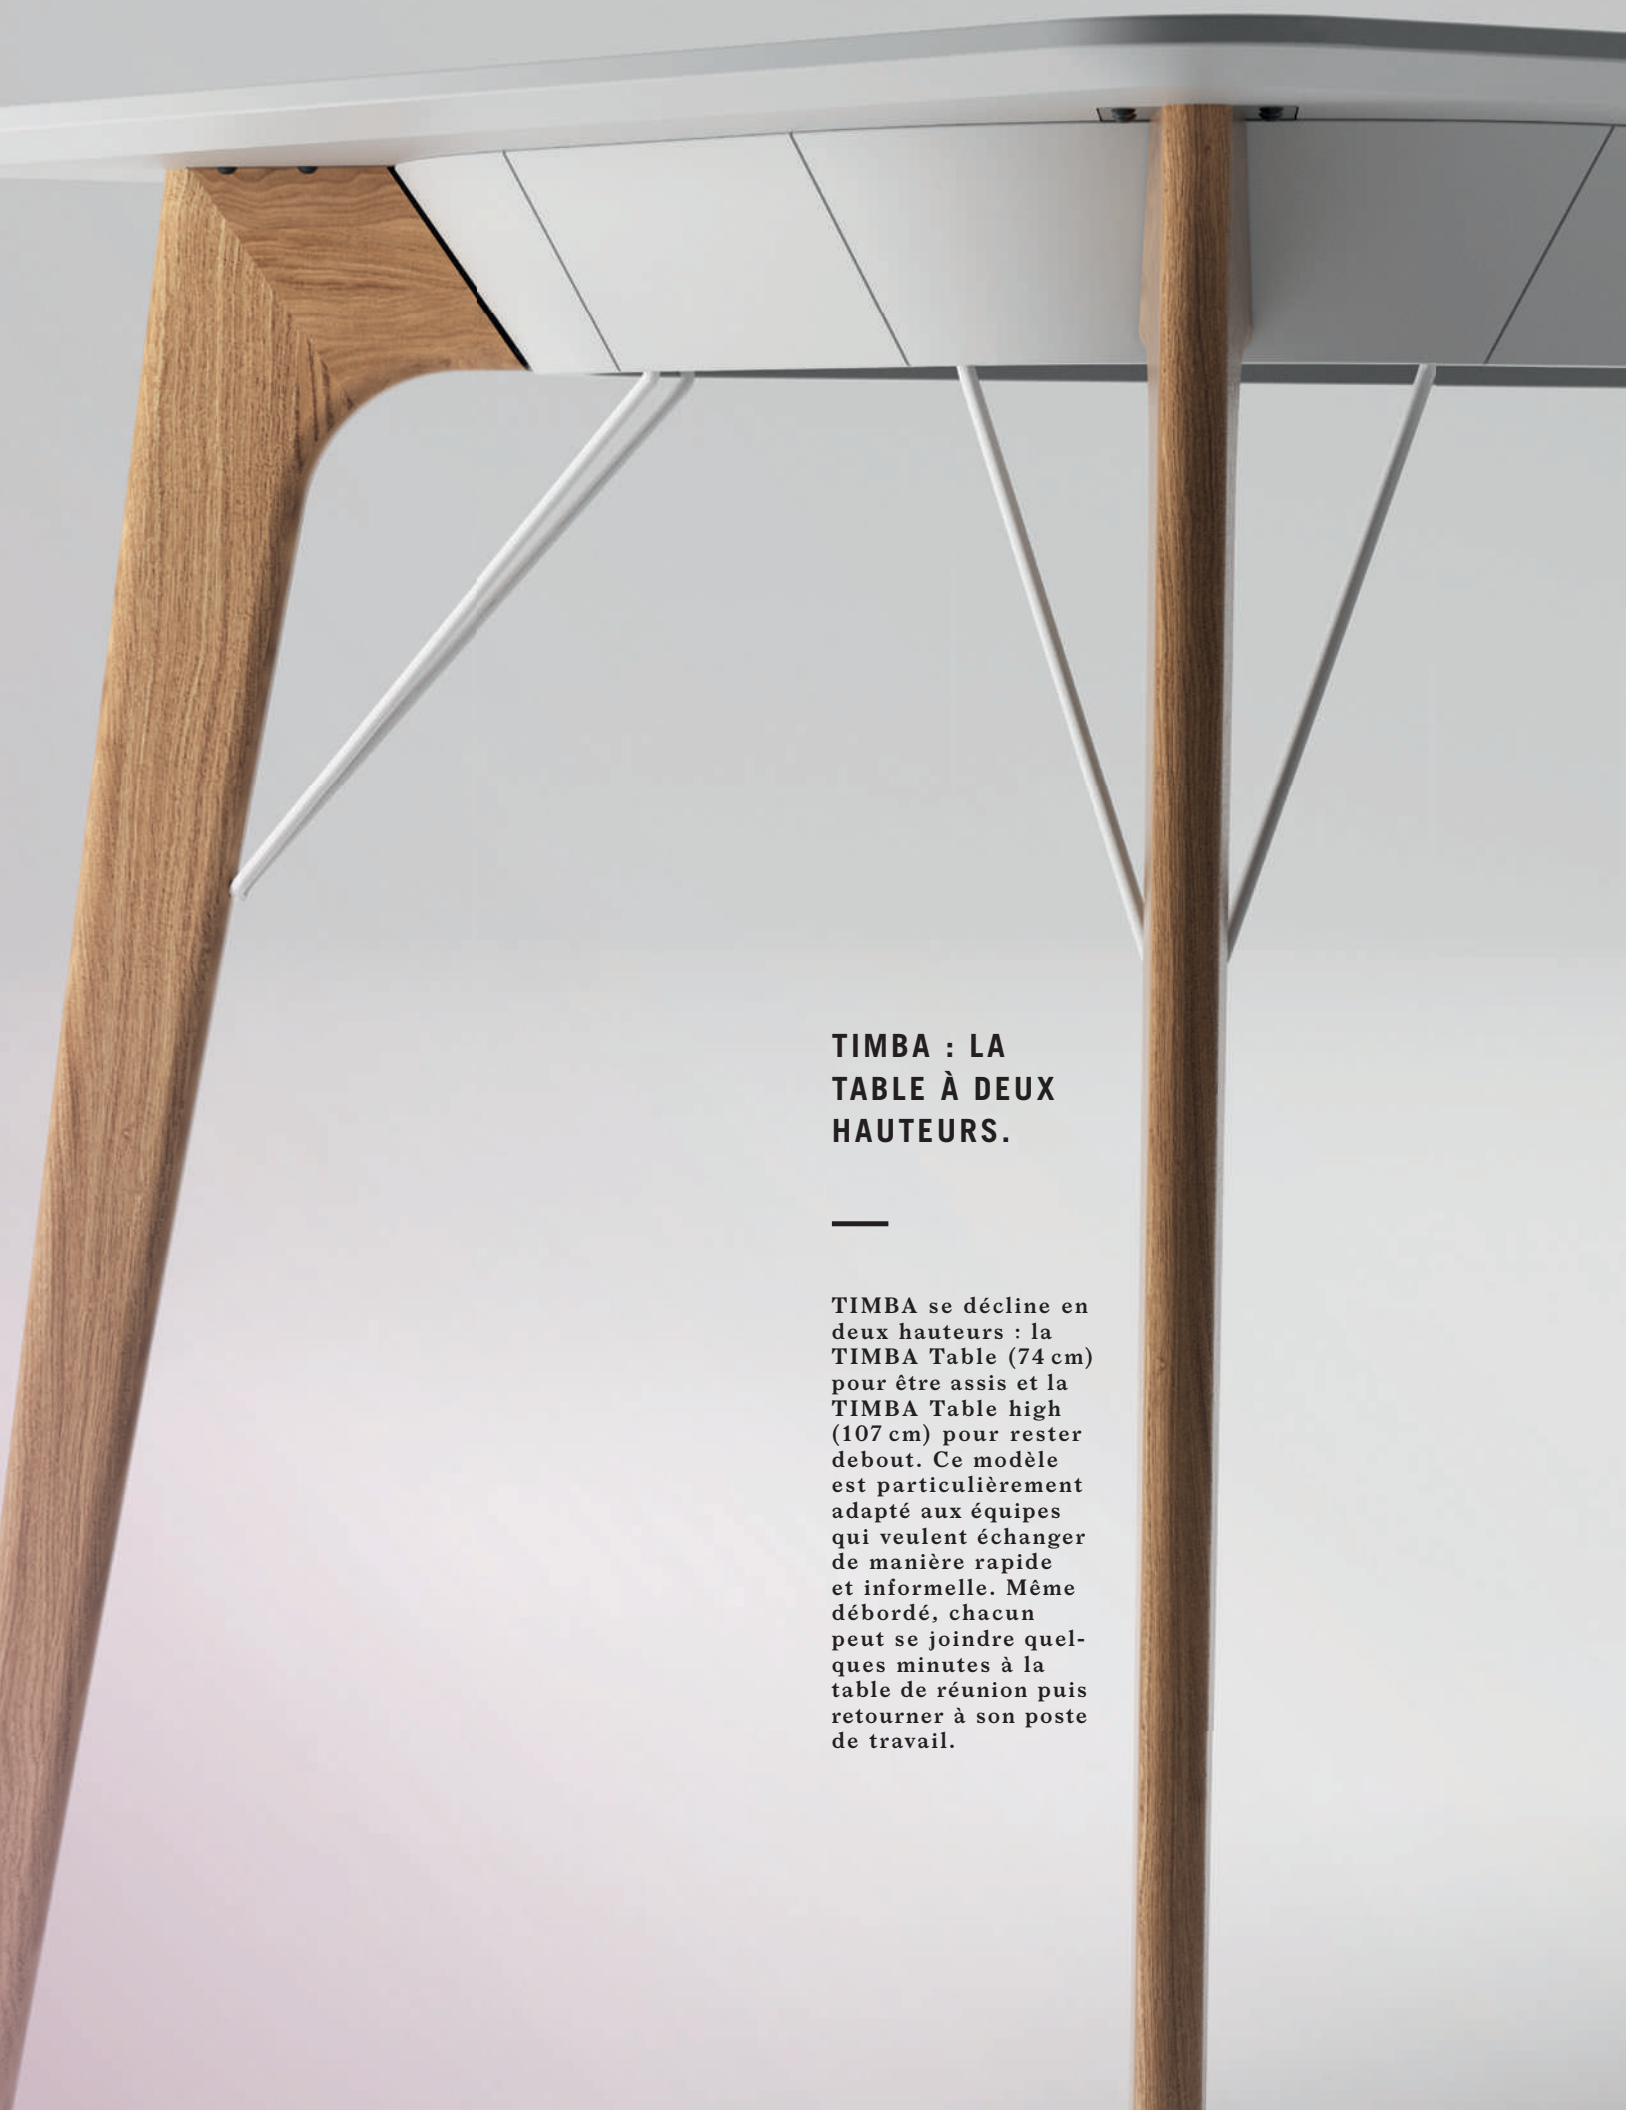 TIMBA : LA
TABLE À DEUX
HAUTEURS.
TIMBA se décline en
deux hauteurs : la
TIMBA Table (74 cm)
pour être assis et la
TIMBA Table high
(107 cm) pour rester
debout. Ce modèle
est particulièrement
adapté aux équipes
qui veulent échanger
de manière rapide
et informelle. Même
débordé, chacun
peut se joindre quel-
ques minutes à la
table de réunion puis
retourner à son poste
de travail.